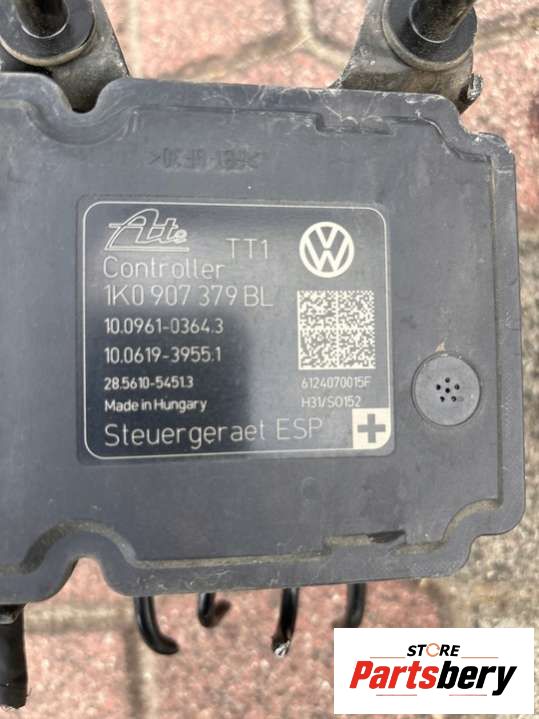 Ate
TT1
Controller
1K0 907 379 BL
10.0961-0364.3
10.0619-3955.1
28.5610-5451.3
6124070015F
Made in Hungary
H31/SO152
Steuergeraet ESP
STORE
Partsbery